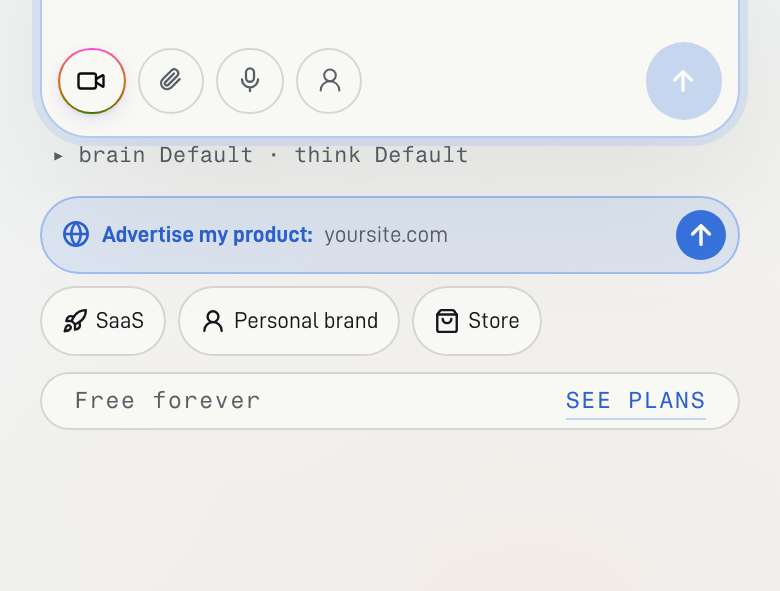 ▸ brain Default · think Default
Advertise my product: yoursite.com
SaaS Personal brand Store
Free forever SEE PLANS